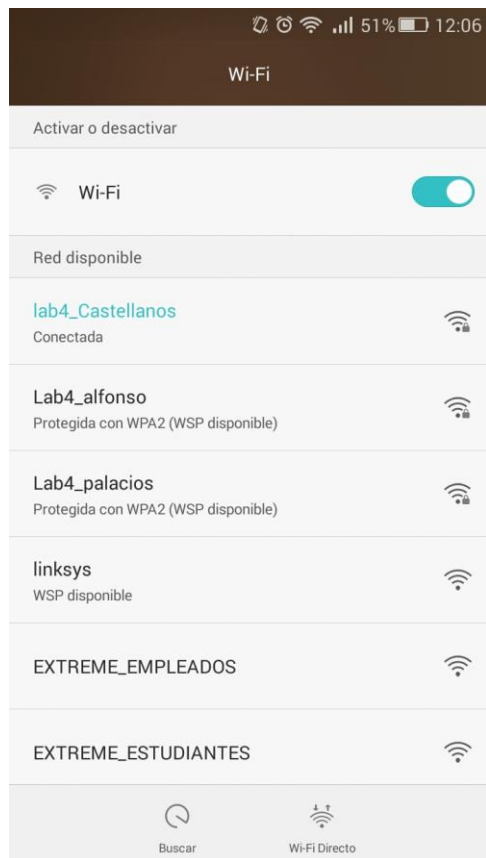 51% 12:06
Wi-Fi
Activar o desactivar
Wi-Fi
Red disponible
lab4_Castellanos
Conectada
Lab4_alfonso
Protegida con WPA2 (WSP disponible)
Lab4_palacios
Protegida con WPA2 (WSP disponible)
linksys
WSP disponible
EXTREME_EMPLEADOS
EXTREME_ESTUDIANTES
Buscar Wi-Fi Directo